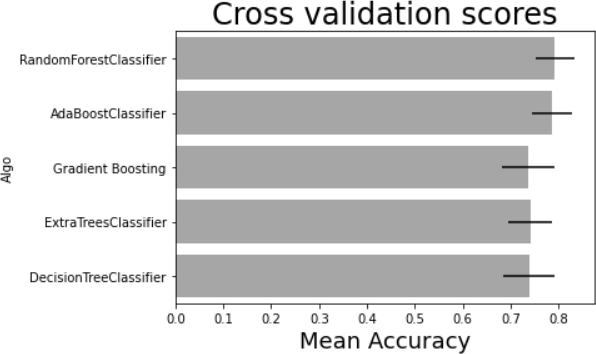 Cross validation scores
RandomForestClassifier
AdaBoostClassifier
Gradient Boosting
ExtraTreesClassifier
DecisionTreeClassifier
Algo
0.0 0.1 0.2 0.3 0.4 0.5 0.6 0.7 0.8
Mean Accuracy